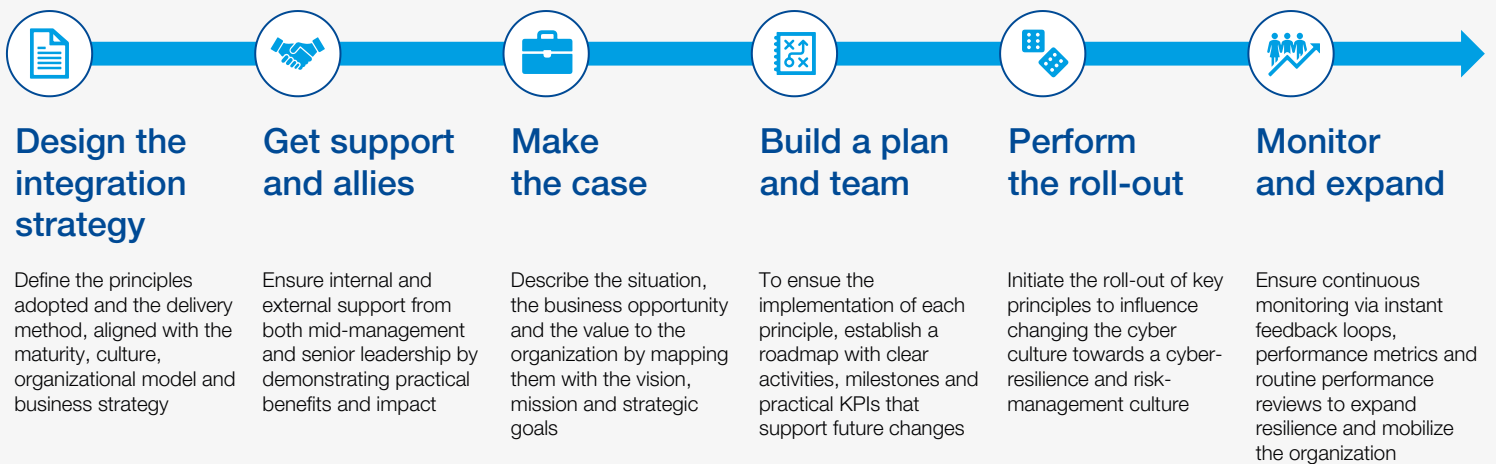 Design the
integration
strategy
Define the principles
adopted and the delivery
method, aligned with the
maturity, culture,
organizational model and
business strategy
Get support
and allies
Ensure internal and
external support from
both mid-management
and senior leadership by
demonstrating practical
benefits and impact
Make
the case
Describe the situation,
the business opportunity
and the value to the
organization by mapping
them with the vision,
mission and strategic
goals
Build a plan
and team
To ensue the
implementation of each
principle, establish a
roadmap with clear
activities, milestones and
practical KPIs that
support future changes
Perform
the roll-out
Initiate the roll-out of key
principles to influence
changing the cyber
culture towards a cyber-
resilience and risk-
management culture
Monitor
and expand
Ensure continuous
monitoring via instant
feedback loops,
performance metrics and
routine performance
reviews to expand
resilience and mobilize
the organization